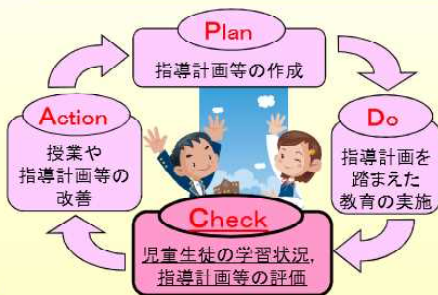 Plan
指導計画等の作成
Do
指導計画を
踏まえた
教育の実施
Check
児童生徒の学習状況,
指導計画等の評価
Action
授業や
指導計画等の
改善